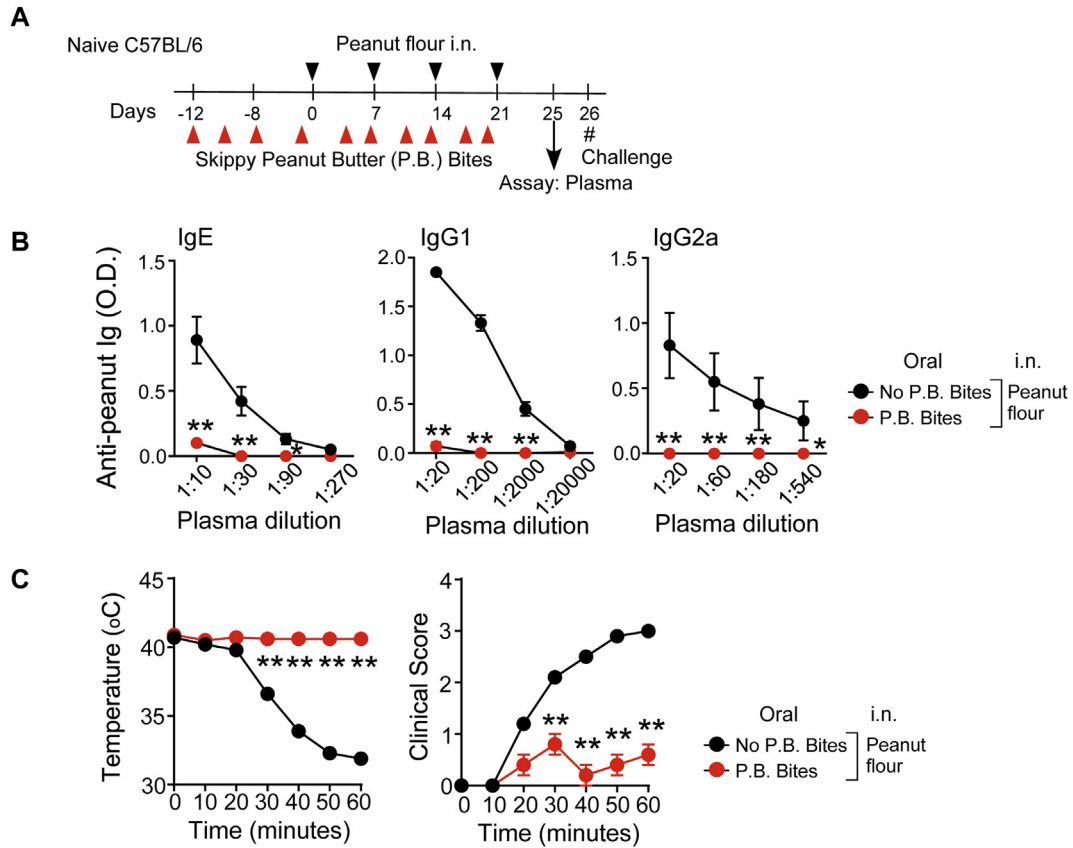 A
Naive C57BL/6
Peanut flour i.n.
Days
-12 -8 0 7 14 21 25 26
#
Skippy Peanut Butter (P.B.) Bites
Challenge
Assay: Plasma
B
Anti-peanut Ig (O.D.)
IgE
1.5
1.0
0.5
0.0
** ** *
1:10 1:30 1:90 1:270
Plasma dilution
IgG1
2.0
1.5
1.0
0.5
0.0
** ** **
1:20 1:200 1:2000 1:20000
Plasma dilution
IgG2a
1.5
1.0
0.5
0.0
** ** ** *
1:20 1:60 1:180 1:540
Plasma dilution
Oral i.n.
No P.B. Bites
P.B. Bites
Peanut
flour
C
Temperature (oC)
45
40
35
30
** ** ** **
0 10 20 30 40 50 60
Time (minutes)
Clinical Score
4
3
2
1
0
** ** ** **
0 10 20 30 40 50 60
Time (minutes)
Oral i.n.
No P.B. Bites
P.B. Bites
Peanut
flour